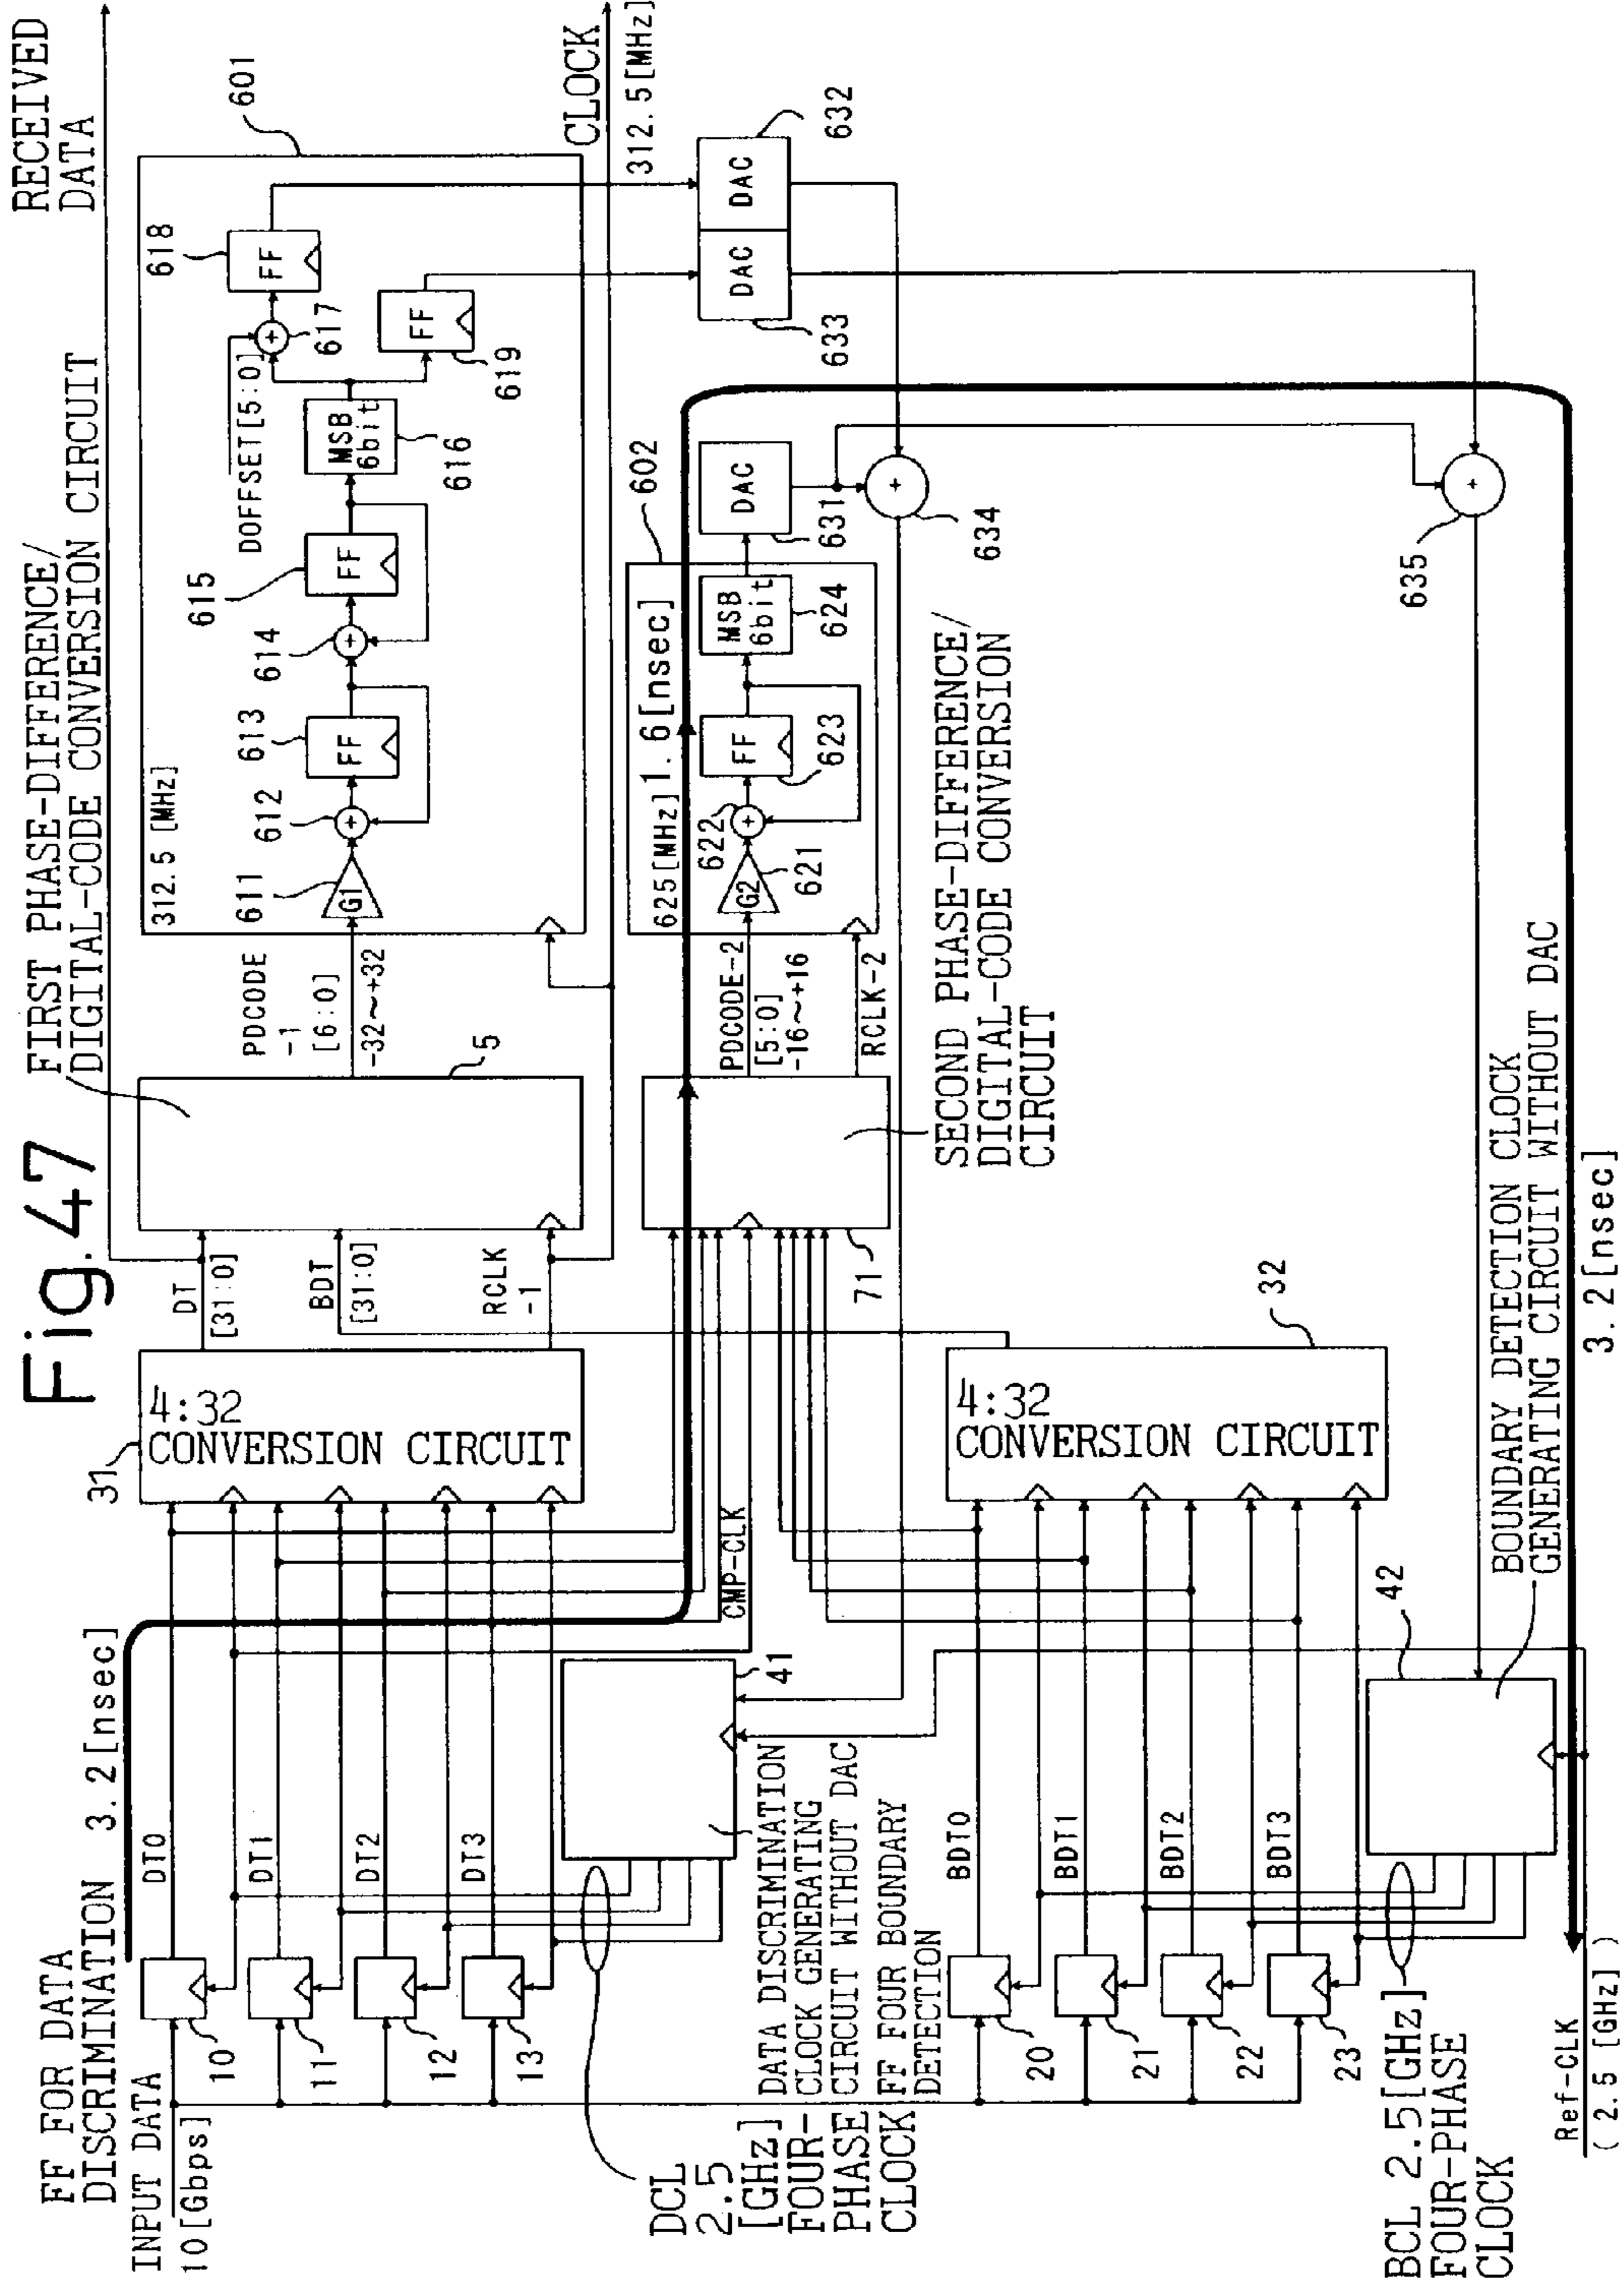 Fig. 47
FIRST PHASE-DIFFERENCE/
DIGITAL-CODE CONVERSION CIRCUIT
RECEIVED
DATA
FF FOR DATA
DISCRIMINATION
3. 2 [nsec]
INPUT DATA
10 [Gbps]
DT0
DT1
DT2
DT3
10
11
12
13
31
4:32
CONVERSION CIRCUIT
DT
[31:0]
BDT
[31:0]
RCLK
-1
5
PDCODE
-1
[6:0]
-32~+32
312. 5 [MHz]
G1
611
612
+
FF
613
614
+
FF
615
MSB
6bit
616
DOFFSET[5:0]
+
617
FF
618
FF
619
601
CLOCK
312. 5 [MHz]
DAC
632
DAC
633
DCL
2.5
[GHz]
FOUR-
PHASE
CLOCK
41
DATA DISCRIMINATION
CLOCK GENERATING
CIRCUIT WITHOUT DAC
CMP-CLK
71
PDCODE-2
[5:0]
-16~+16
RCLK-2
625 [MHz]
1. 6 [nsec]
G2
621
622
+
FF
623
MSB
6bit
624
602
DAC
631
+
634
SECOND PHASE-DIFFERENCE/
DIGITAL-CODE CONVERSION
CIRCUIT
FF FOUR BOUNDARY
DETECTION
BDT0
BDT1
BDT2
BDT3
20
21
22
23
32
4:32
CONVERSION CIRCUIT
42
BOUNDARY DETECTION CLOCK
GENERATING CIRCUIT WITHOUT DAC
+
635
BCL 2.5[GHz]
FOUR-PHASE
CLOCK
Ref-CLK
( 2. 5 [GHz] )
3. 2 [nsec]